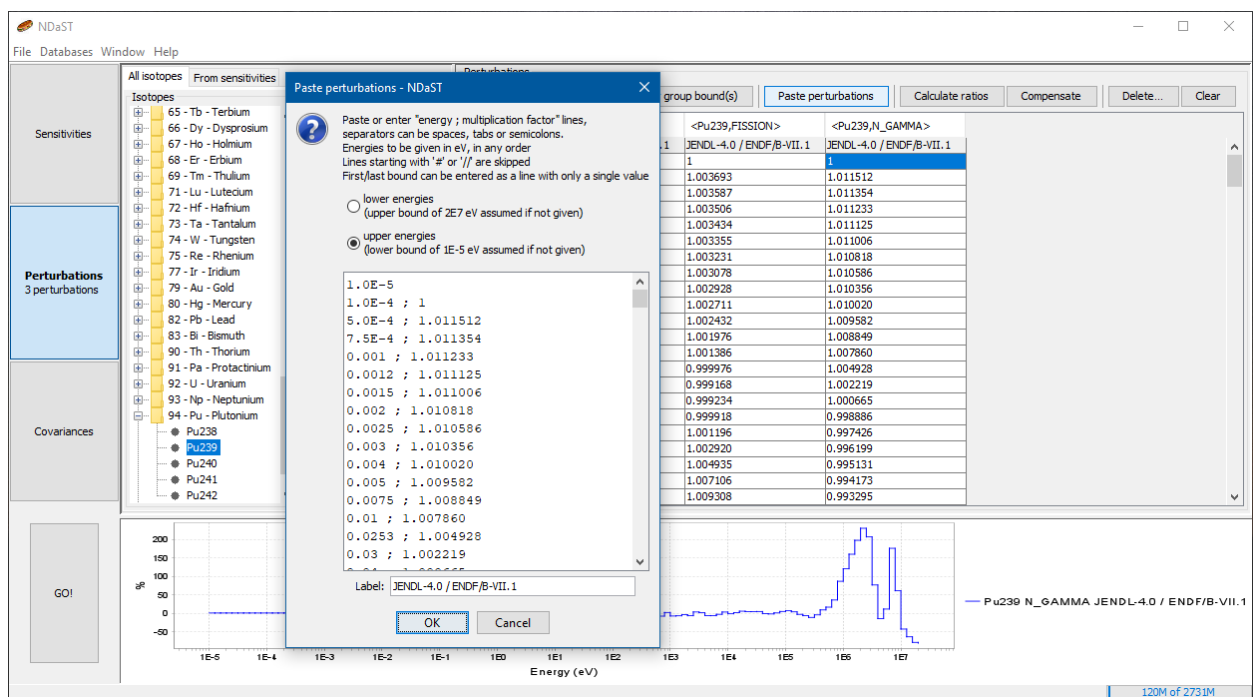 NDaST
File Databases Window Help
Sensitivities
Perturbations
3 perturbations
Covariances
GO!
All isotopes From sensitivities
Isotopes
65 - Tb - Terbium
66 - Dy - Dysprosium
67 - Ho - Holmium
68 - Er - Erbium
69 - Tm - Thulium
71 - Lu - Lutecium
72 - Hf - Hafnium
73 - Ta - Tantalum
74 - W - Tungsten
75 - Re - Rhenium
77 - Ir - Iridium
79 - Au - Gold
80 - Hg - Mercury
82 - Pb - Lead
83 - Bi - Bismuth
90 - Th - Thorium
91 - Pa - Protactinium
92 - U - Uranium
93 - Np - Neptunium
94 - Pu - Plutonium
Pu238
Pu239
Pu240
Pu241
Pu242
Perturbations
group bound(s) Paste perturbations Calculate ratios Compensate Delete... Clear
Paste perturbations - NDaST
Paste or enter "energy ; multiplication factor" lines,
separators can be spaces, tabs or semicolons.
Energies to be given in eV, in any order
Lines starting with '#' or '//' are skipped
First/last bound can be entered as a line with only a single value
lower energies
(upper bound of 2E7 eV assumed if not given)
upper energies
(lower bound of 1E-5 eV assumed if not given)
1.0E-5
1.0E-4 ; 1
5.0E-4 ; 1.011512
7.5E-4 ; 1.011354
0.001 ; 1.011233
0.0012 ; 1.011125
0.0015 ; 1.011006
0.002 ; 1.010818
0.0025 ; 1.010586
0.003 ; 1.010356
0.004 ; 1.010020
0.005 ; 1.009582
0.0075 ; 1.008849
0.01 ; 1.007860
0.0253 ; 1.004928
0.03 ; 1.002219
Label: JENDL-4.0 / ENDF/B-VII.1
OK Cancel
<Pu239,FISSION> <Pu239,N_GAMMA>
.1 JENDL-4.0 / ENDF/B-VII.1 JENDL-4.0 / ENDF/B-VII.1
1 1
1.003693 1.011512
1.003587 1.011354
1.003506 1.011233
1.003434 1.011125
1.003355 1.011006
1.003231 1.010818
1.003078 1.010586
1.002928 1.010356
1.002711 1.010020
1.002432 1.009582
1.001976 1.008849
1.001386 1.007860
0.999976 1.004928
0.999168 1.002219
0.999234 1.000665
0.999918 0.998886
1.001196 0.997426
1.002920 0.996199
1.004935 0.995131
1.007106 0.994173
1.009308 0.993295
%
200
150
100
50
0
-50
1E-5 1E-4 1E-3 1E-2 1E-1 1E0 1E1 1E2 1E3 1E4 1E5 1E6 1E7
Energy (eV)
Pu239 N_GAMMA JENDL-4.0 / ENDF/B-VII.1
120M of 2731M